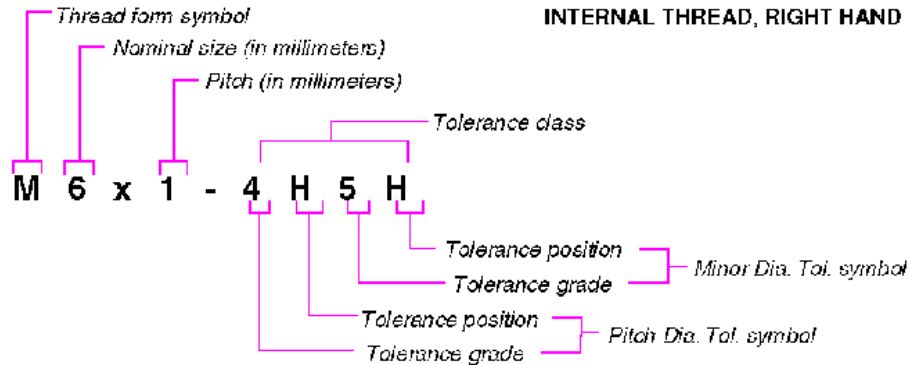 Thread form symbol
INTERNAL THREAD, RIGHT HAND
Nominal size (in millimeters)
Pitch (in millimeters)
Tolerance class
M 6 x 1 - 4 H 5 H
Tolerance position
Minor Dia. Tol. symbol
Tolerance grade
Tolerance position
Pitch Dia. Tol. symbol
Tolerance grade